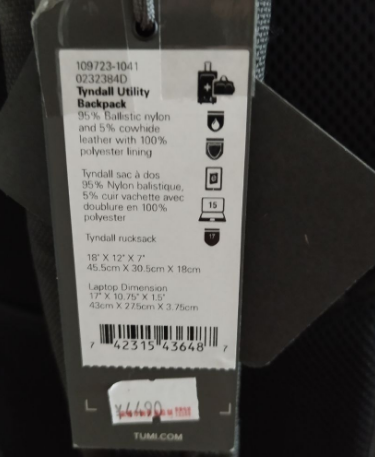 109723-1041
0232384D
Tyndall Utility
Backpack
95% Ballistic nylon
and 5% cowhide
leather with 100%
polyester lining
Tyndall sac à dos
95% Nylon balistique,
5% cuir vachette avec
doublure en 100%
polyester
15
Tyndall rucksack
17
18" X 12" X 7"
45.5cm X 30.5cm X 18cm
Laptop Dimension
17" X 10.75" X 1.5"
43cm X 27.5cm X 3.75cm
7 42315 43648 7
¥4490
TUMI.COM